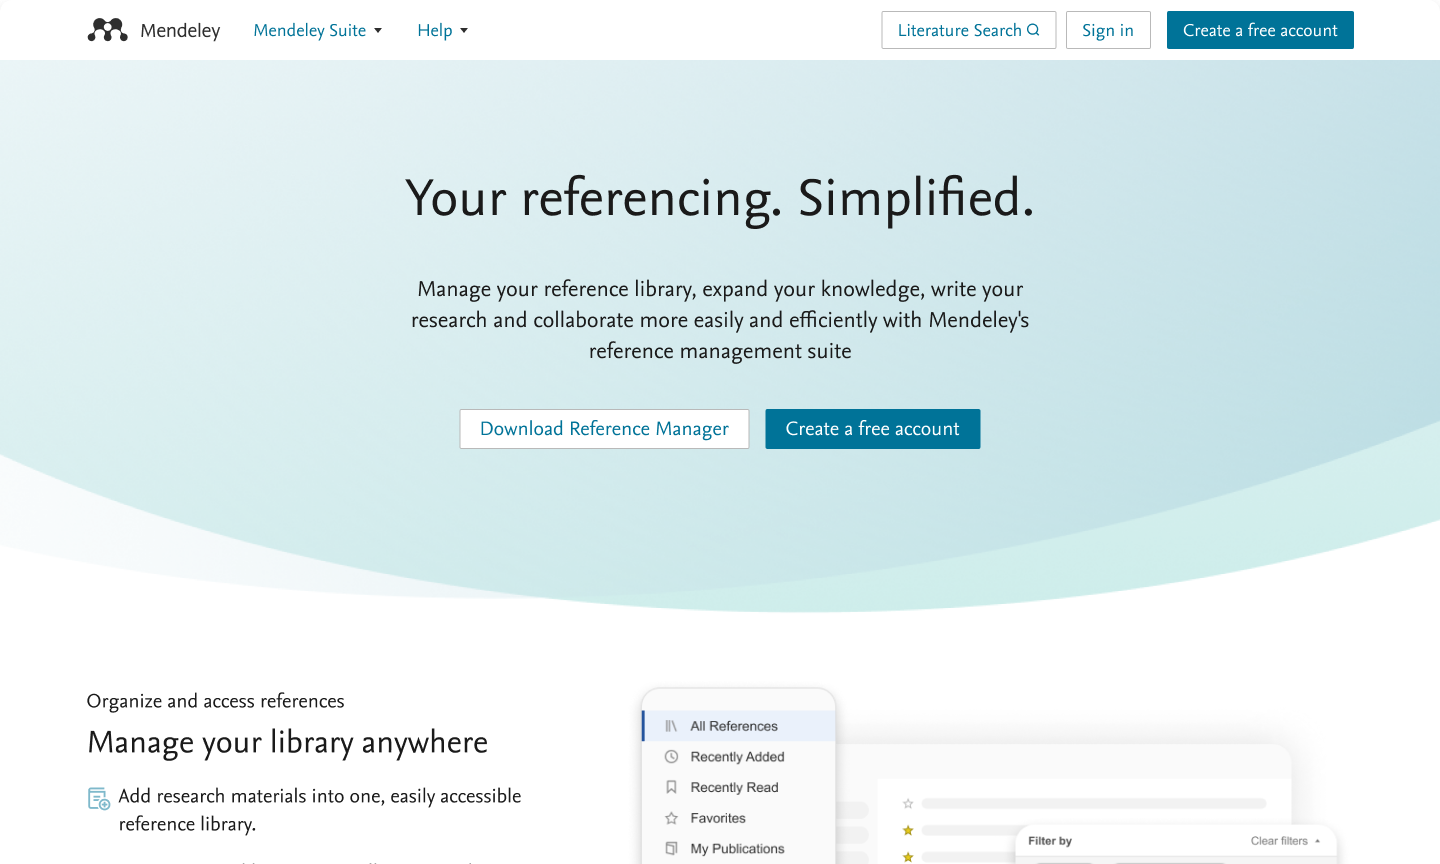 Mendeley
Mendeley Suite
Help
Literature Search
Sign in
Create a free account
Your referencing. Simplified.
Manage your reference library, expand your knowledge, write your
research and collaborate more easily and efficiently with Mendeley's
reference management suite
Download Reference Manager
Create a free account
Organize and access references
Manage your library anywhere
Add research materials into one, easily accessible
reference library.
All References
Recently Added
Recently Read
Favorites
My Publications
Filter by
Clear filters